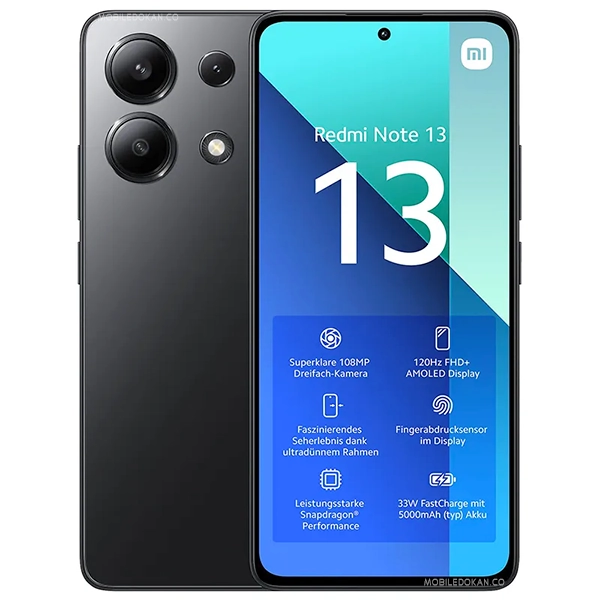 MOBILEDOKAN.CO
mi
Redmi Note 13
13
Superklare 108MP
Dreifach-Kamera
120Hz FHD+
AMOLED Display
Faszinierendes
Seherlebnis dank
ultradünnem Rahmen
Fingerabdrucksensor
im Display
Leistungsstarke
Snapdragon®
Performance
33W FastCharge mit
5000mAh (typ) Akku
MOBILEDOKAN.CO